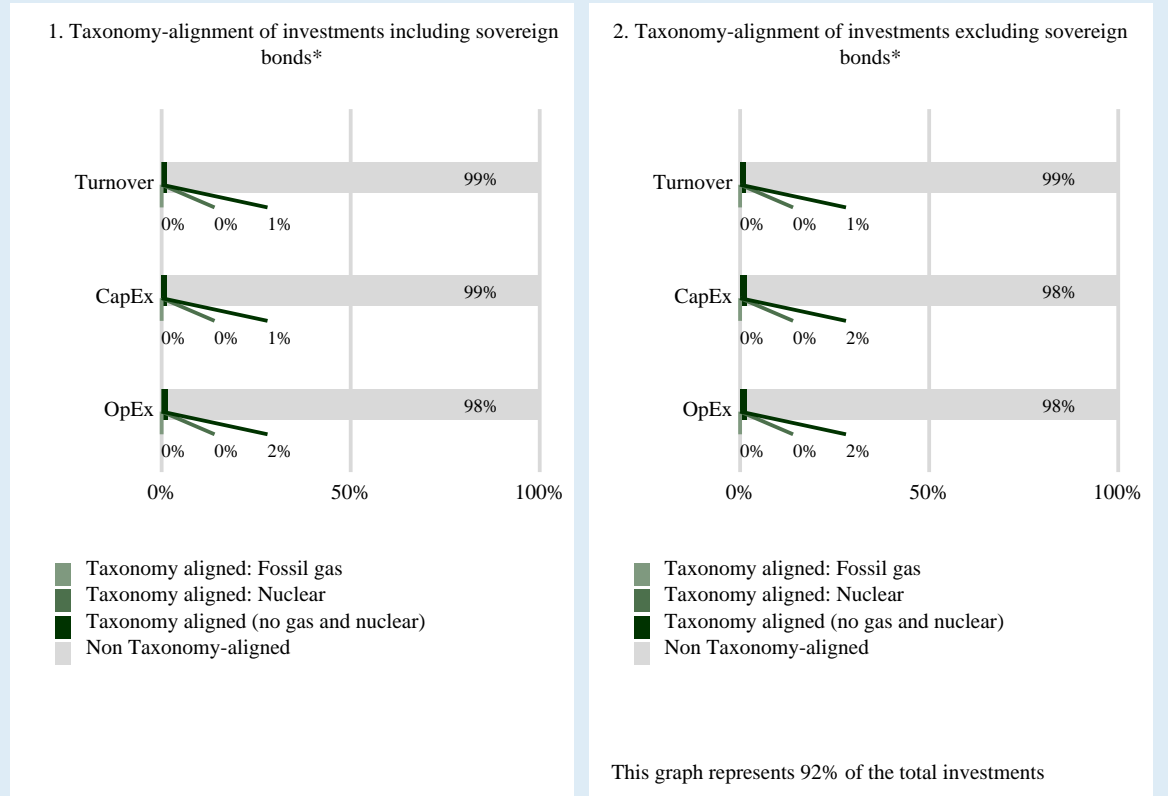 1. Taxonomy-alignment of investments including sovereign
bonds*
Turnover
99%
0% 0% 1%
CapEx
99%
0% 0% 1%
OpEx
98%
0% 0% 2%
0% 50% 100%
Taxonomy aligned: Fossil gas
Taxonomy aligned: Nuclear
Taxonomy aligned (no gas and nuclear)
Non Taxonomy-aligned
2. Taxonomy-alignment of investments excluding sovereign
bonds*
Turnover
99%
0% 0% 1%
CapEx
98%
0% 0% 2%
OpEx
98%
0% 0% 2%
0% 50% 100%
Taxonomy aligned: Fossil gas
Taxonomy aligned: Nuclear
Taxonomy aligned (no gas and nuclear)
Non Taxonomy-aligned
This graph represents 92% of the total investments